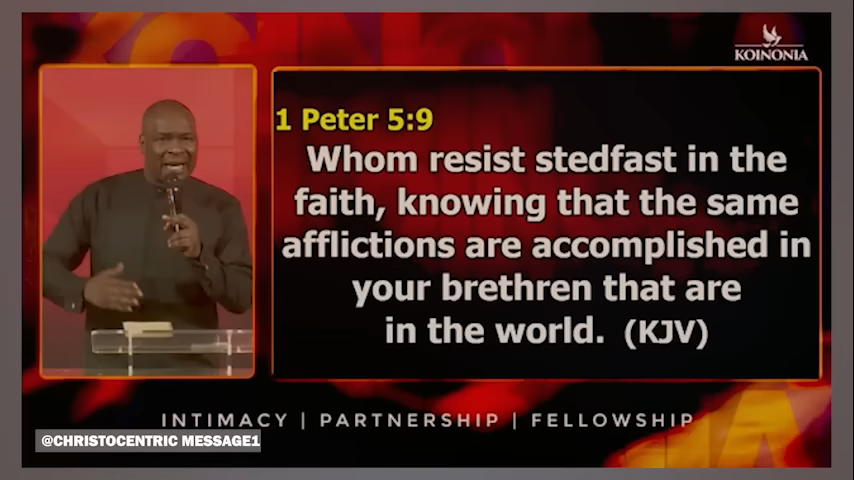 KOINONIA
1 Peter 5:9
Whom resist stedfast in the
faith, knowing that the same
afflictions are accomplished in
your brethren that are
in the world. (KJV)
INTIMACY | PARTNERSHIP | FELLOWSHIP
@CHRISTOCENTRIC MESSAGE1